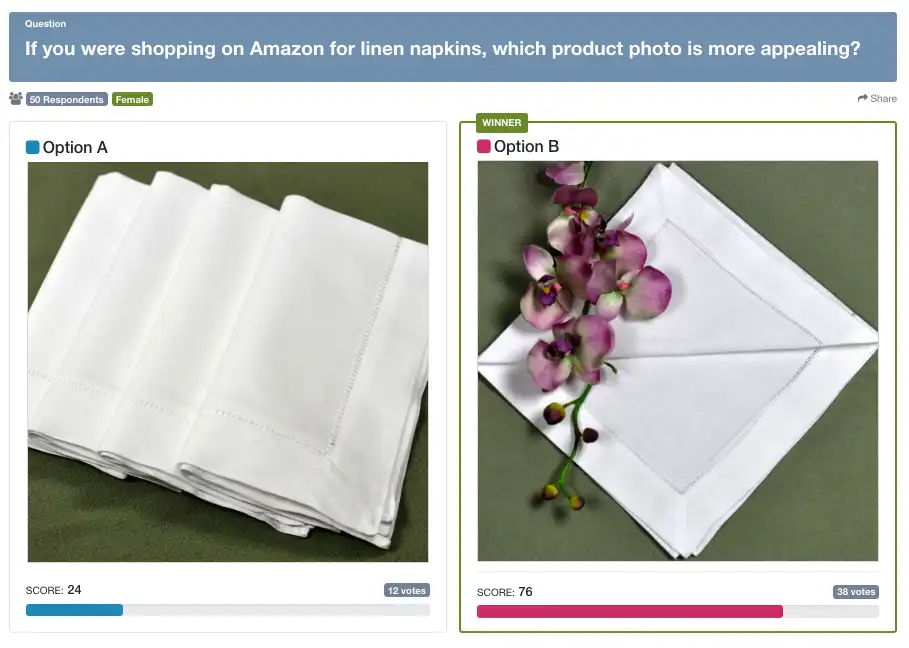 Question
If you were shopping on Amazon for linen napkins, which product photo is more appealing?
50 Respondents Female
Share
Option A
SCORE: 24
12 votes
WINNER
Option B
SCORE: 76
38 votes